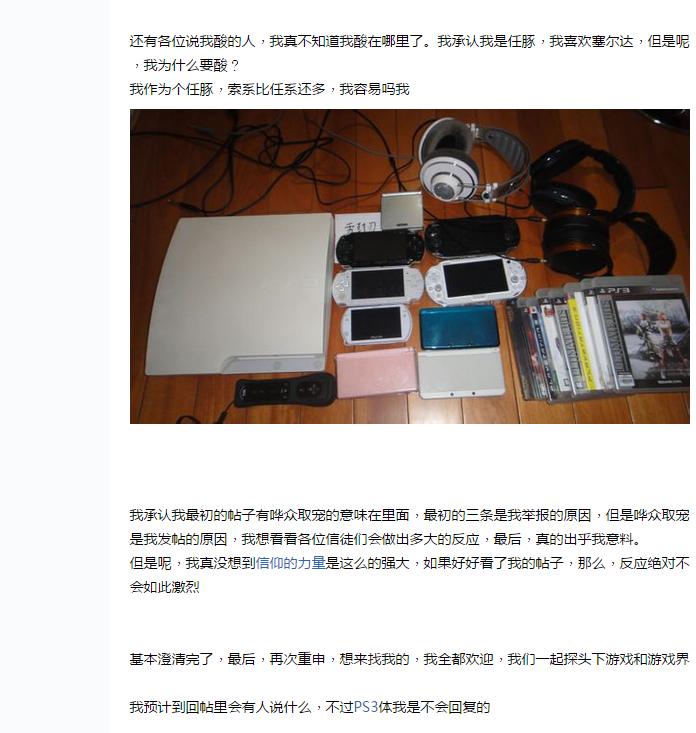 还有各位说我酸的人，我真不知道我酸在哪里了。我承认我是任豚，我喜欢塞尔达，但是呢
，我为什么要酸？
我作为个任豚，索系比任系还多，我容易吗我
PS3
我承认我最初的帖子有哗众取宠的意味在里面，最初的三条是我举报的原因，但是哗众取宠
是我发帖的原因，我想看看各位信徒们会做出多大的反应，最后，真的出乎我意料。
但是呢，我真没想到信仰的力量是这么的强大，如果好好看了我的帖子，那么，反应绝对不
会如此激烈
基本澄清完了，最后，再次重申，想来找我的，我全都欢迎，我们一起探头下游戏和游戏界
我预计到回帖里会有人说什么，不过PS3体我是不会回复的